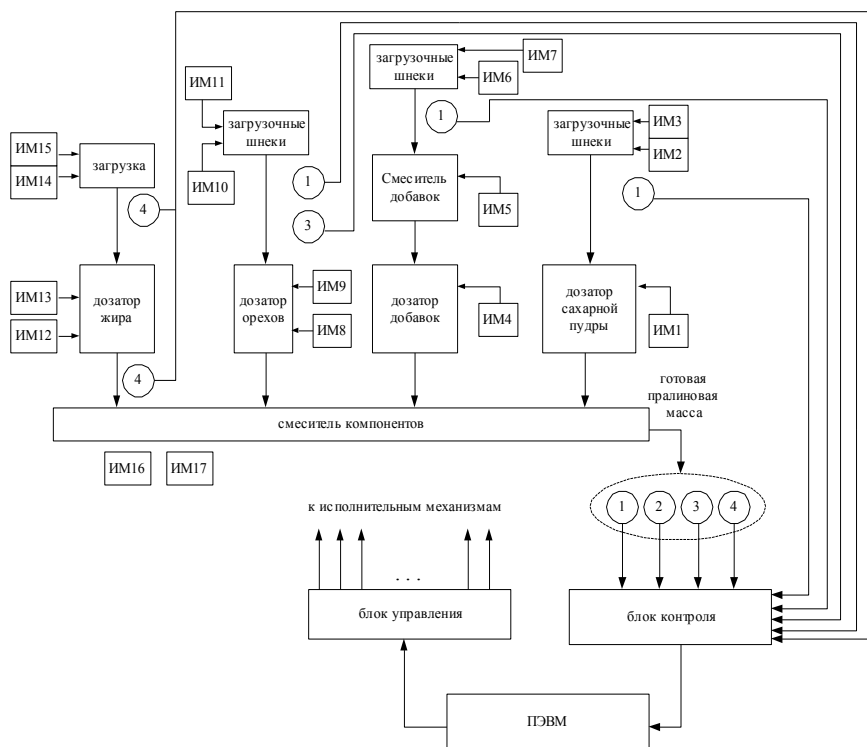 загрузочные
шнеки
ИМ7
ИМ6
ИМ11
загрузочные
шнеки
ИМ10
1
загрузочные
шнеки
ИМ3
ИМ2
ИМ15
ИМ14
загрузка
4
1
3
Смеситель
добавок
ИМ5
1
ИМ13
ИМ12
дозатор
жира
дозатор
орехов
ИМ9
ИМ8
дозатор
добавок
ИМ4
дозатор
сахарной
пудры
ИМ1
4
готовая
пралиновая
масса
смеситель компонентов
ИМ16
ИМ17
к исполнительным механизмам
1
2
3
4
. . .
блок управления
блок контроля
ПЭВМ